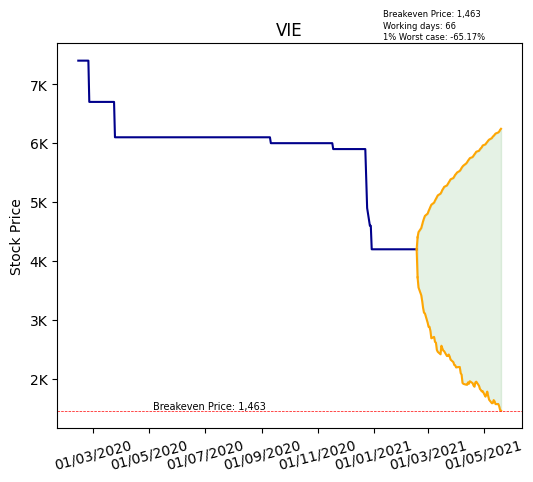 Breakeven Price: 1,463
Working days: 66
1% Worst case: -65.17%
VIE
Stock Price
7K
6K
5K
4K
3K
2K
Breakeven Price: 1,463
01/03/2020
01/05/2020
01/07/2020
01/09/2020
01/11/2020
01/01/2021
01/03/2021
01/05/2021